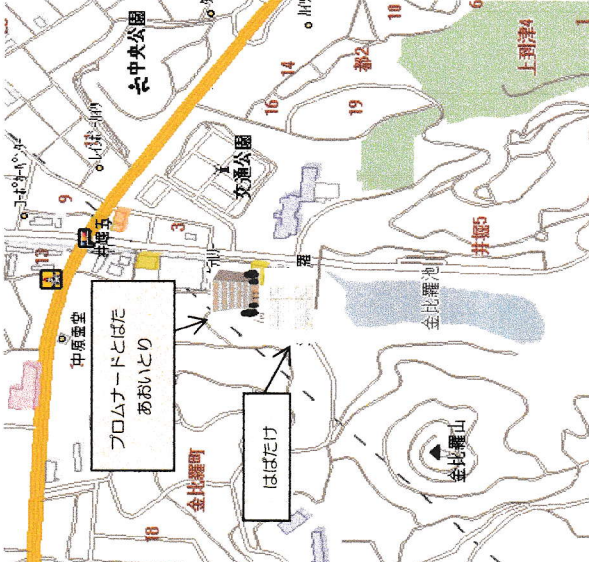 中央公園
14
16
都2
19
上到津4
交通公園
9
3
13
井堀五
中原霊堂
プロムナードとばた
あおいとり
はばたけ
金比羅町
18
金比羅池
井堀5
金比羅山
10